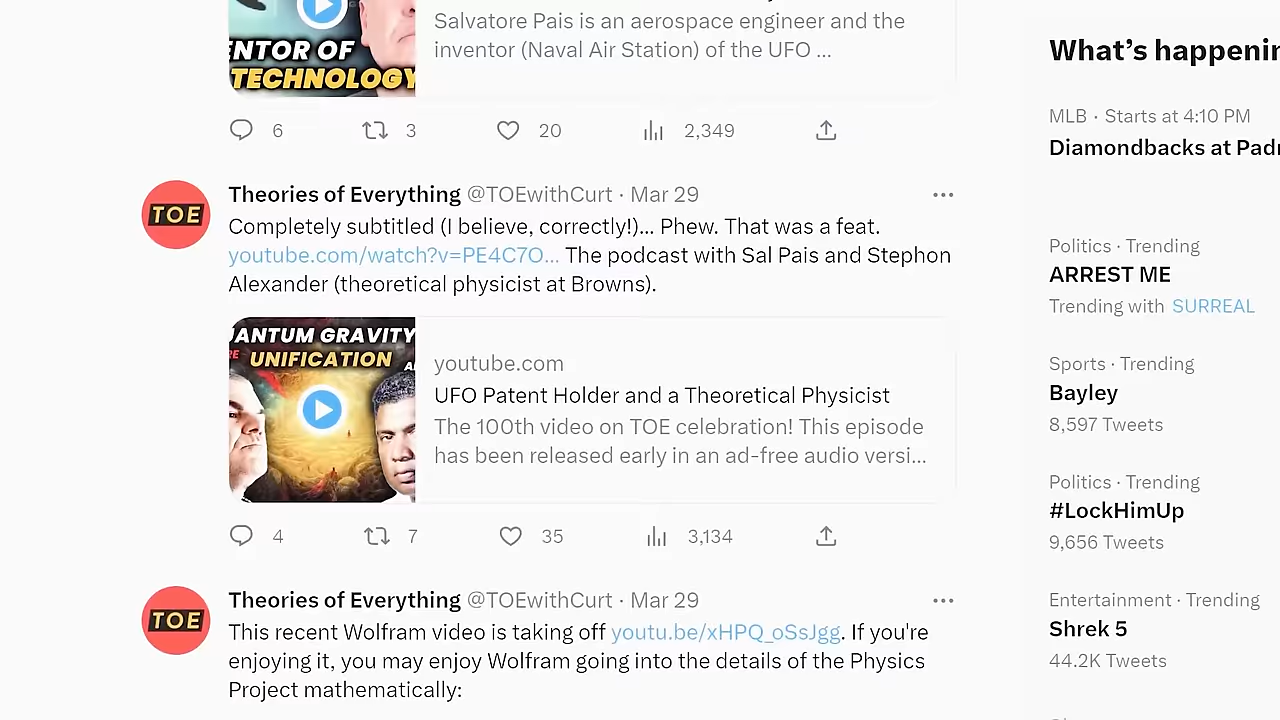 Salvatore Pais is an aerospace engineer and the
inventor (Naval Air Station) of the UFO ...
ENTOR OF
TECHNOLOGY
6 3 20 2,349
TOE
Theories of Everything @TOEwithCurt · Mar 29
Completely subtitled (I believe, correctly!)... Phew. That was a feat.
youtube.com/watch?v=PE4C7O... The podcast with Sal Pais and Stephon
Alexander (theoretical physicist at Browns).
UANTUM GRAVITY
UNIFICATION
youtube.com
UFO Patent Holder and a Theoretical Physicist
The 100th video on TOE celebration! This episode
has been released early in an ad-free audio versi...
4 7 35 3,134
TOE
Theories of Everything @TOEwithCurt · Mar 29
This recent Wolfram video is taking off youtu.be/xHPQ_oSsJgg. If you're
enjoying it, you may enjoy Wolfram going into the details of the Physics
Project mathematically:
What's happenin
MLB · Starts at 4:10 PM
Diamondbacks at Padr
Politics · Trending
ARREST ME
Trending with SURREAL
Sports · Trending
Bayley
8,597 Tweets
Politics · Trending
#LockHimUp
9,656 Tweets
Entertainment · Trending
Shrek 5
44.2K Tweets